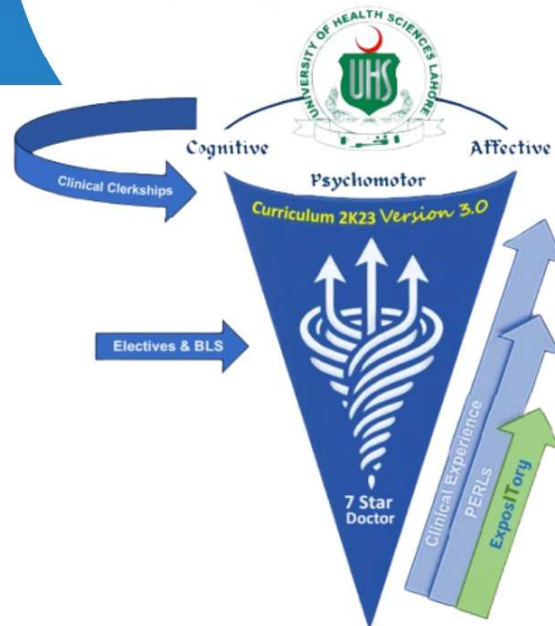 UNIVERSITY OF HEALTH SCIENCES LAHORE
UHS
Cognitive
Affective
Psychomotor
Clinical Clerkships
Curriculum 2K23 Version 3.0
Electives & BLS
7 Star
Doctor
Clinical Experience
PERLs
ExposITory